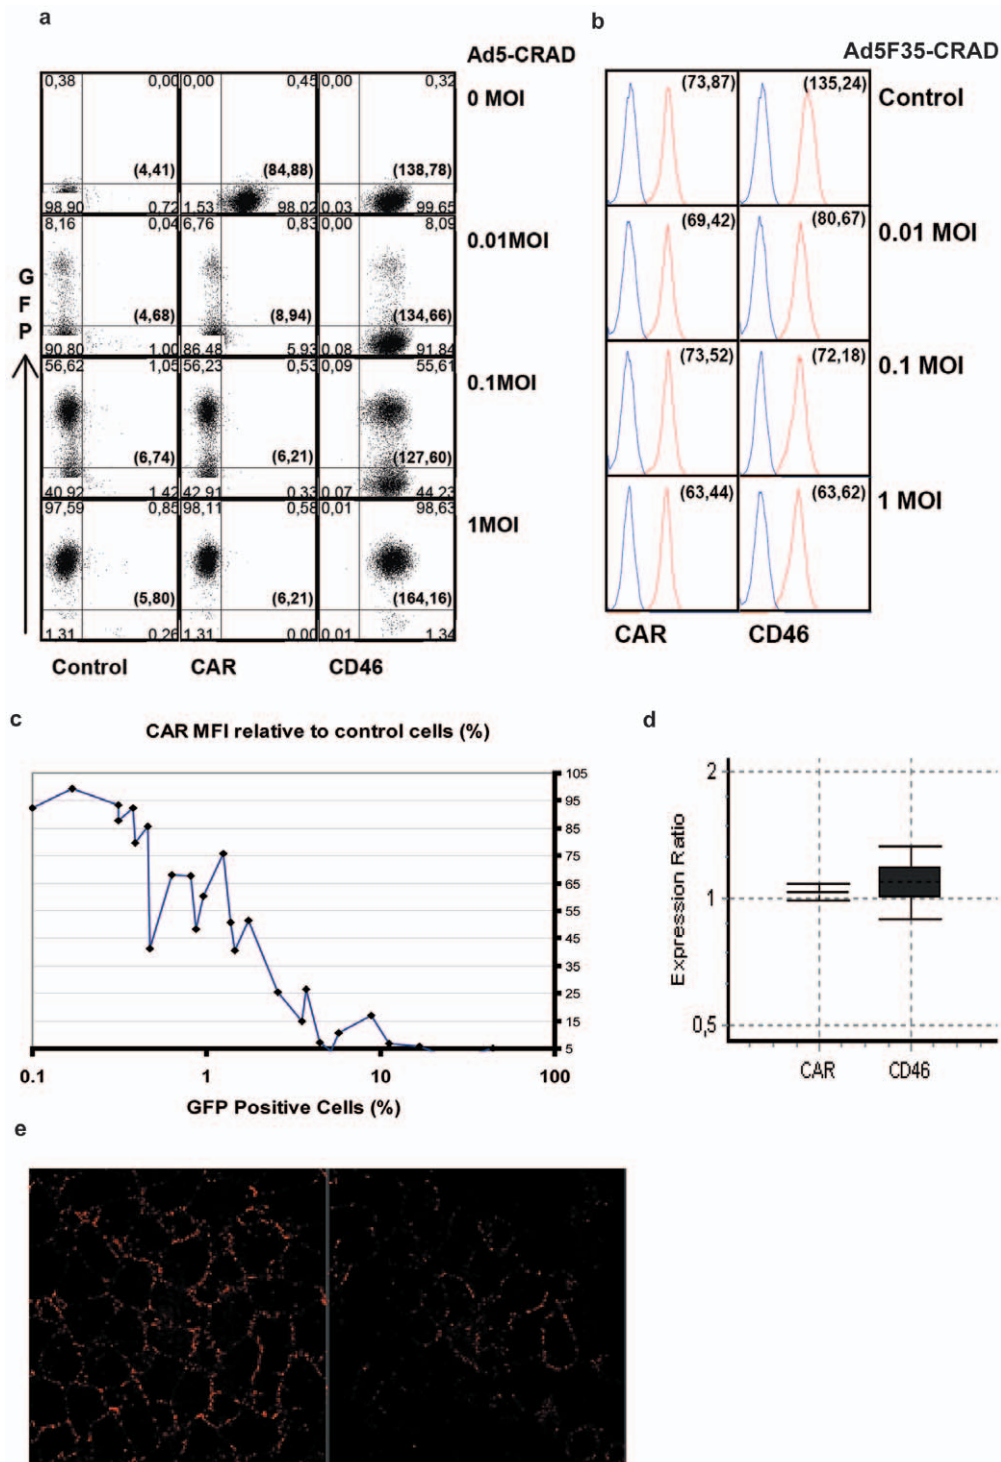 a
Ad5-CRAD
0,38 0,00 0,00 0,45 0,00 0,32
0 MOI
(4,41) (84,88) (138,78)
98.90 0.72 1.53 98.02 0.03 99.65
8,16 0,04 6,76 0,83 0,00 8,09
0.01MOI
GFP
(4,68) (8,94) (134,66)
90.80 1.00 86.48 5.93 0.08 91.84
56,62 1,05 56,23 0,53 0,09 55,61
0.1MOI
(6,74) (6,21) (127,60)
40.92 1.42 42.91 0.33 0.07 44.23
97,59 0,85 98,11 0,58 0,01 98,63
1MOI
(5,80) (6,21) (164,16)
1.31 0.26 1.31 0.00 0.01 1.34
Control CAR CD46
b
Ad5F35-CRAD
(73,87) (135,24) Control
(69,42) (80,67) 0.01 MOI
(73,52) (72,18) 0.1 MOI
(63,44) (63,62) 1 MOI
CAR CD46
c
CAR MFI relative to control cells (%)
105
95
85
75
65
55
45
35
25
15
5
0.1 1 10 100
GFP Positive Cells (%)
d
Expression Ratio
2
1
0,5
CAR CD46
e